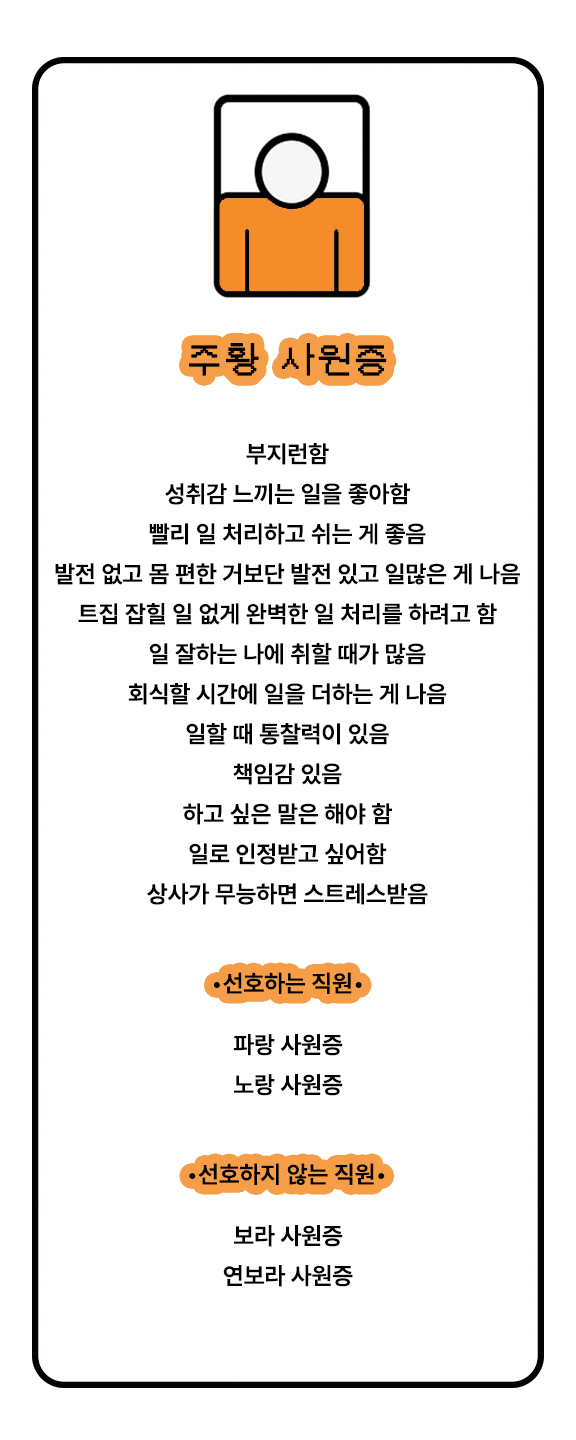 주황 사원증
부지런함
성취감 느끼는 일을 좋아함
빨리 일 처리하고 쉬는 게 좋음
발전 없고 몸 편한 거보단 발전 있고 일많은 게 나음
트집 잡힐 일 없게 완벽한 일 처리를 하려고 함
일 잘하는 나에 취할 때가 많음
회식할 시간에 일을 더하는 게 나음
일할 때 통찰력이 있음
책임감 있음
하고 싶은 말은 해야 함
일로 인정받고 싶어함
상사가 무능하면 스트레스받음
•선호하는 직원•
파랑 사원증
노랑 사원증
•선호하지 않는 직원•
보라 사원증
연보라 사원증